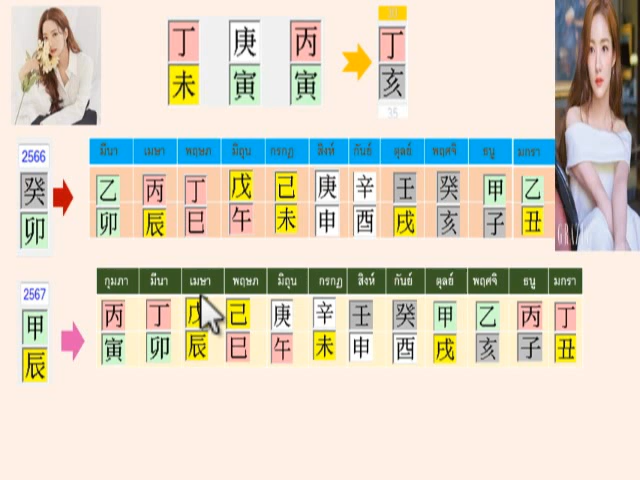 丁 庚 丙 丁
未 寅 寅 亥
35
2566 มีนา เมษา พฤษภ มิถุน กรกฎ สิงห์ กันย์ ตุลย์ พฤศจิ ธนู มกรา
癸 乙 丙 丁 戊 己 庚 辛 壬 癸 甲 乙
卯 卯 辰 巳 午 未 申 酉 戌 亥 子 丑
GRAZIA
2567 กุมภา มีนา เมษา พฤษภ มิถุน กรกฎ สิงห์ กันย์ ตุลย์ พฤศจิ ธนู มกรา
甲 丙 丁 戊 己 庚 辛 壬 癸 甲 乙 丙 丁
辰 寅 卯 辰 巳 午 未 申 酉 戌 亥 子 丑